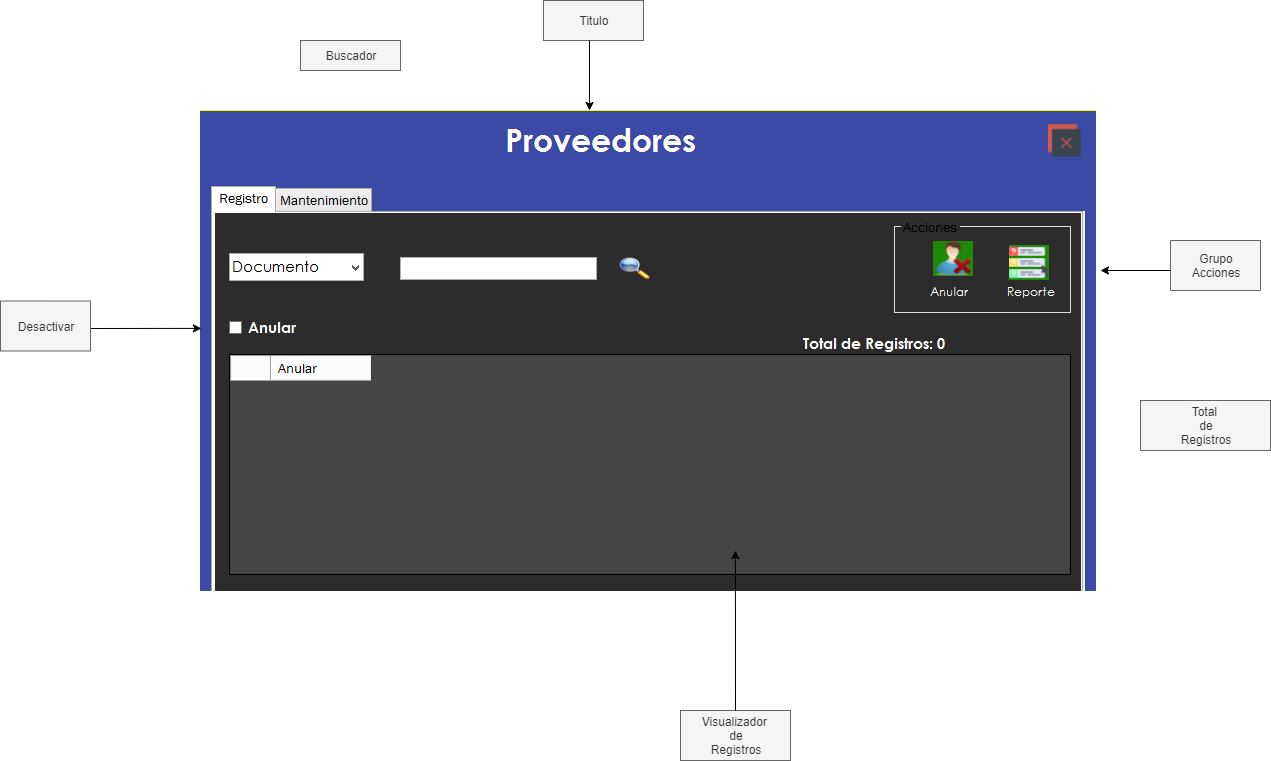 Titulo
Buscador
Proveedores
Registro
Mantenimiento
Acciones
Documento
Anular
Reporte
Grupo
Acciones
Desactivar
Anular
Total de Registros: 0
Anular
Total
de
Registros
Visualizador
de
Registros